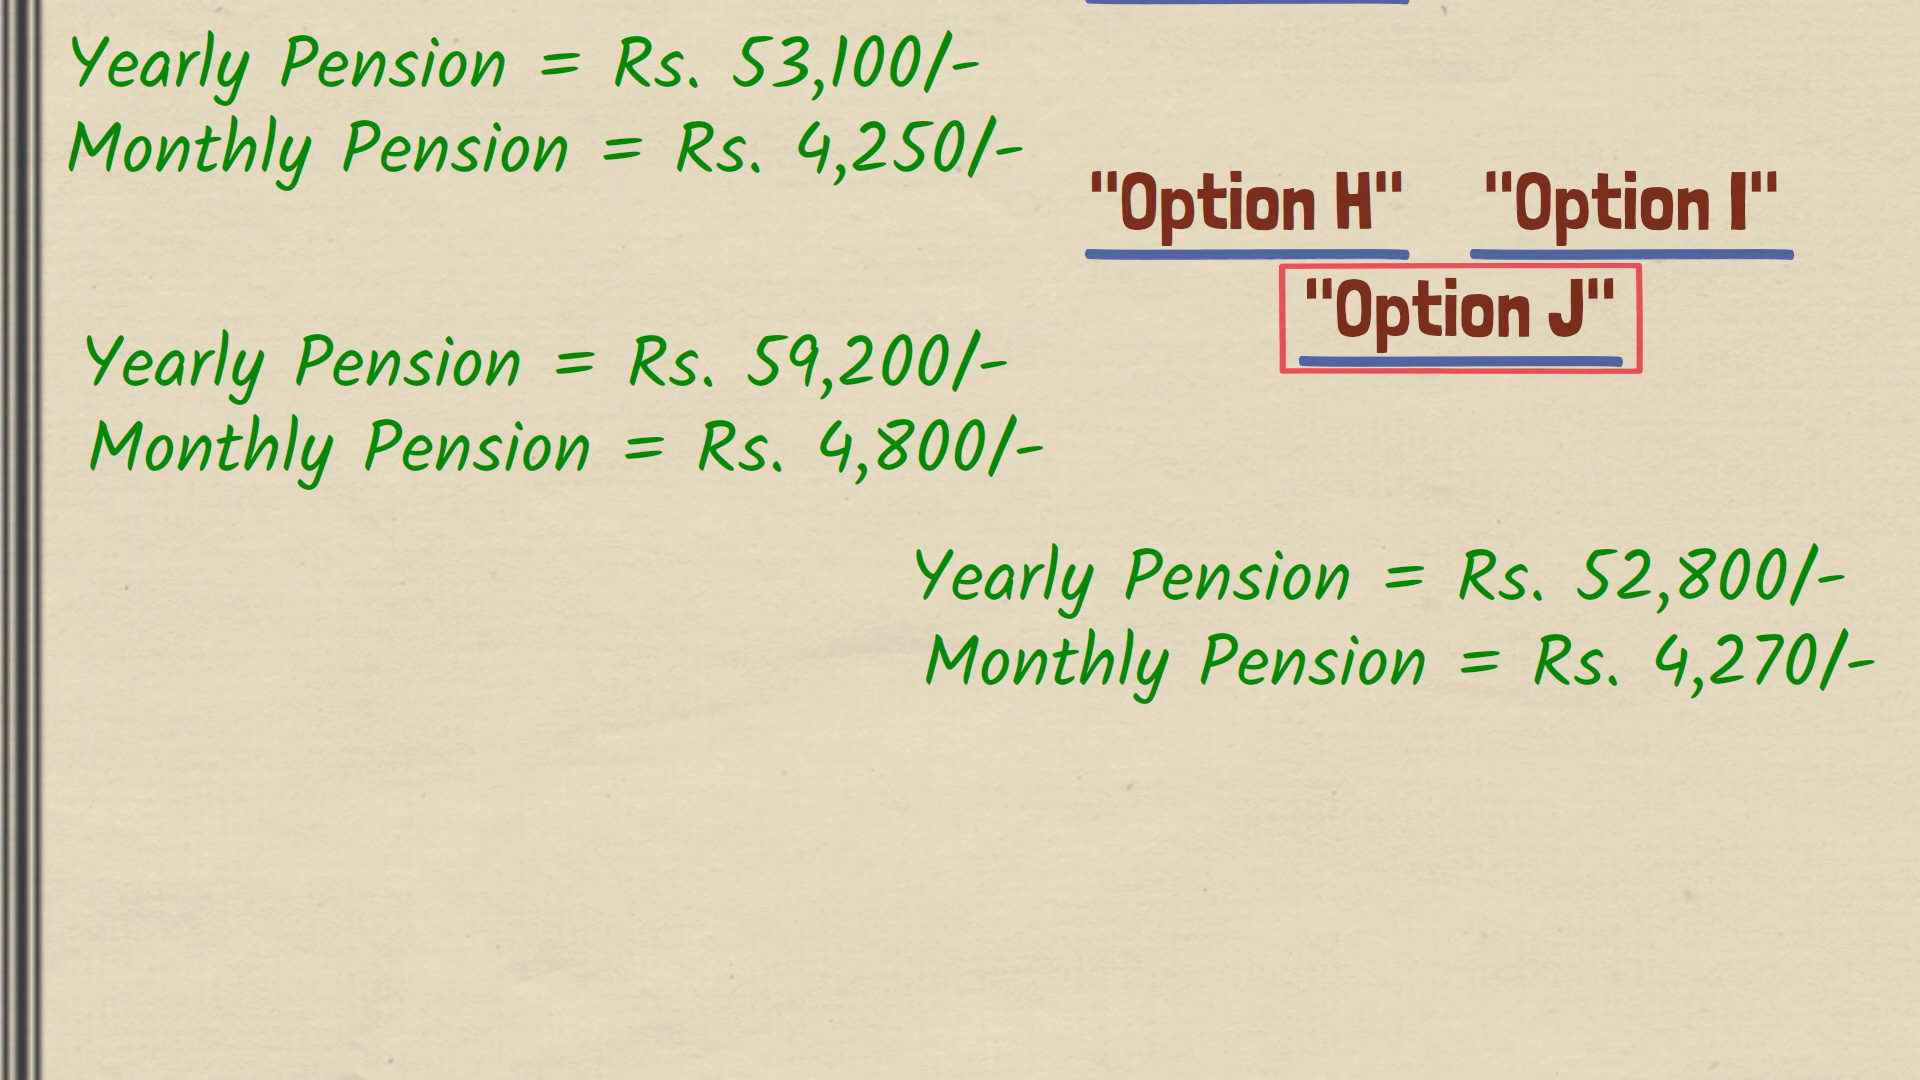 Yearly Pension = Rs. 53,100/-
Monthly Pension = Rs. 4,250/-
"Option H" "Option I"
"Option J"
Yearly Pension = Rs. 59,200/-
Monthly Pension = Rs. 4,800/-
Yearly Pension = Rs. 52,800/-
Monthly Pension = Rs. 4,270/-